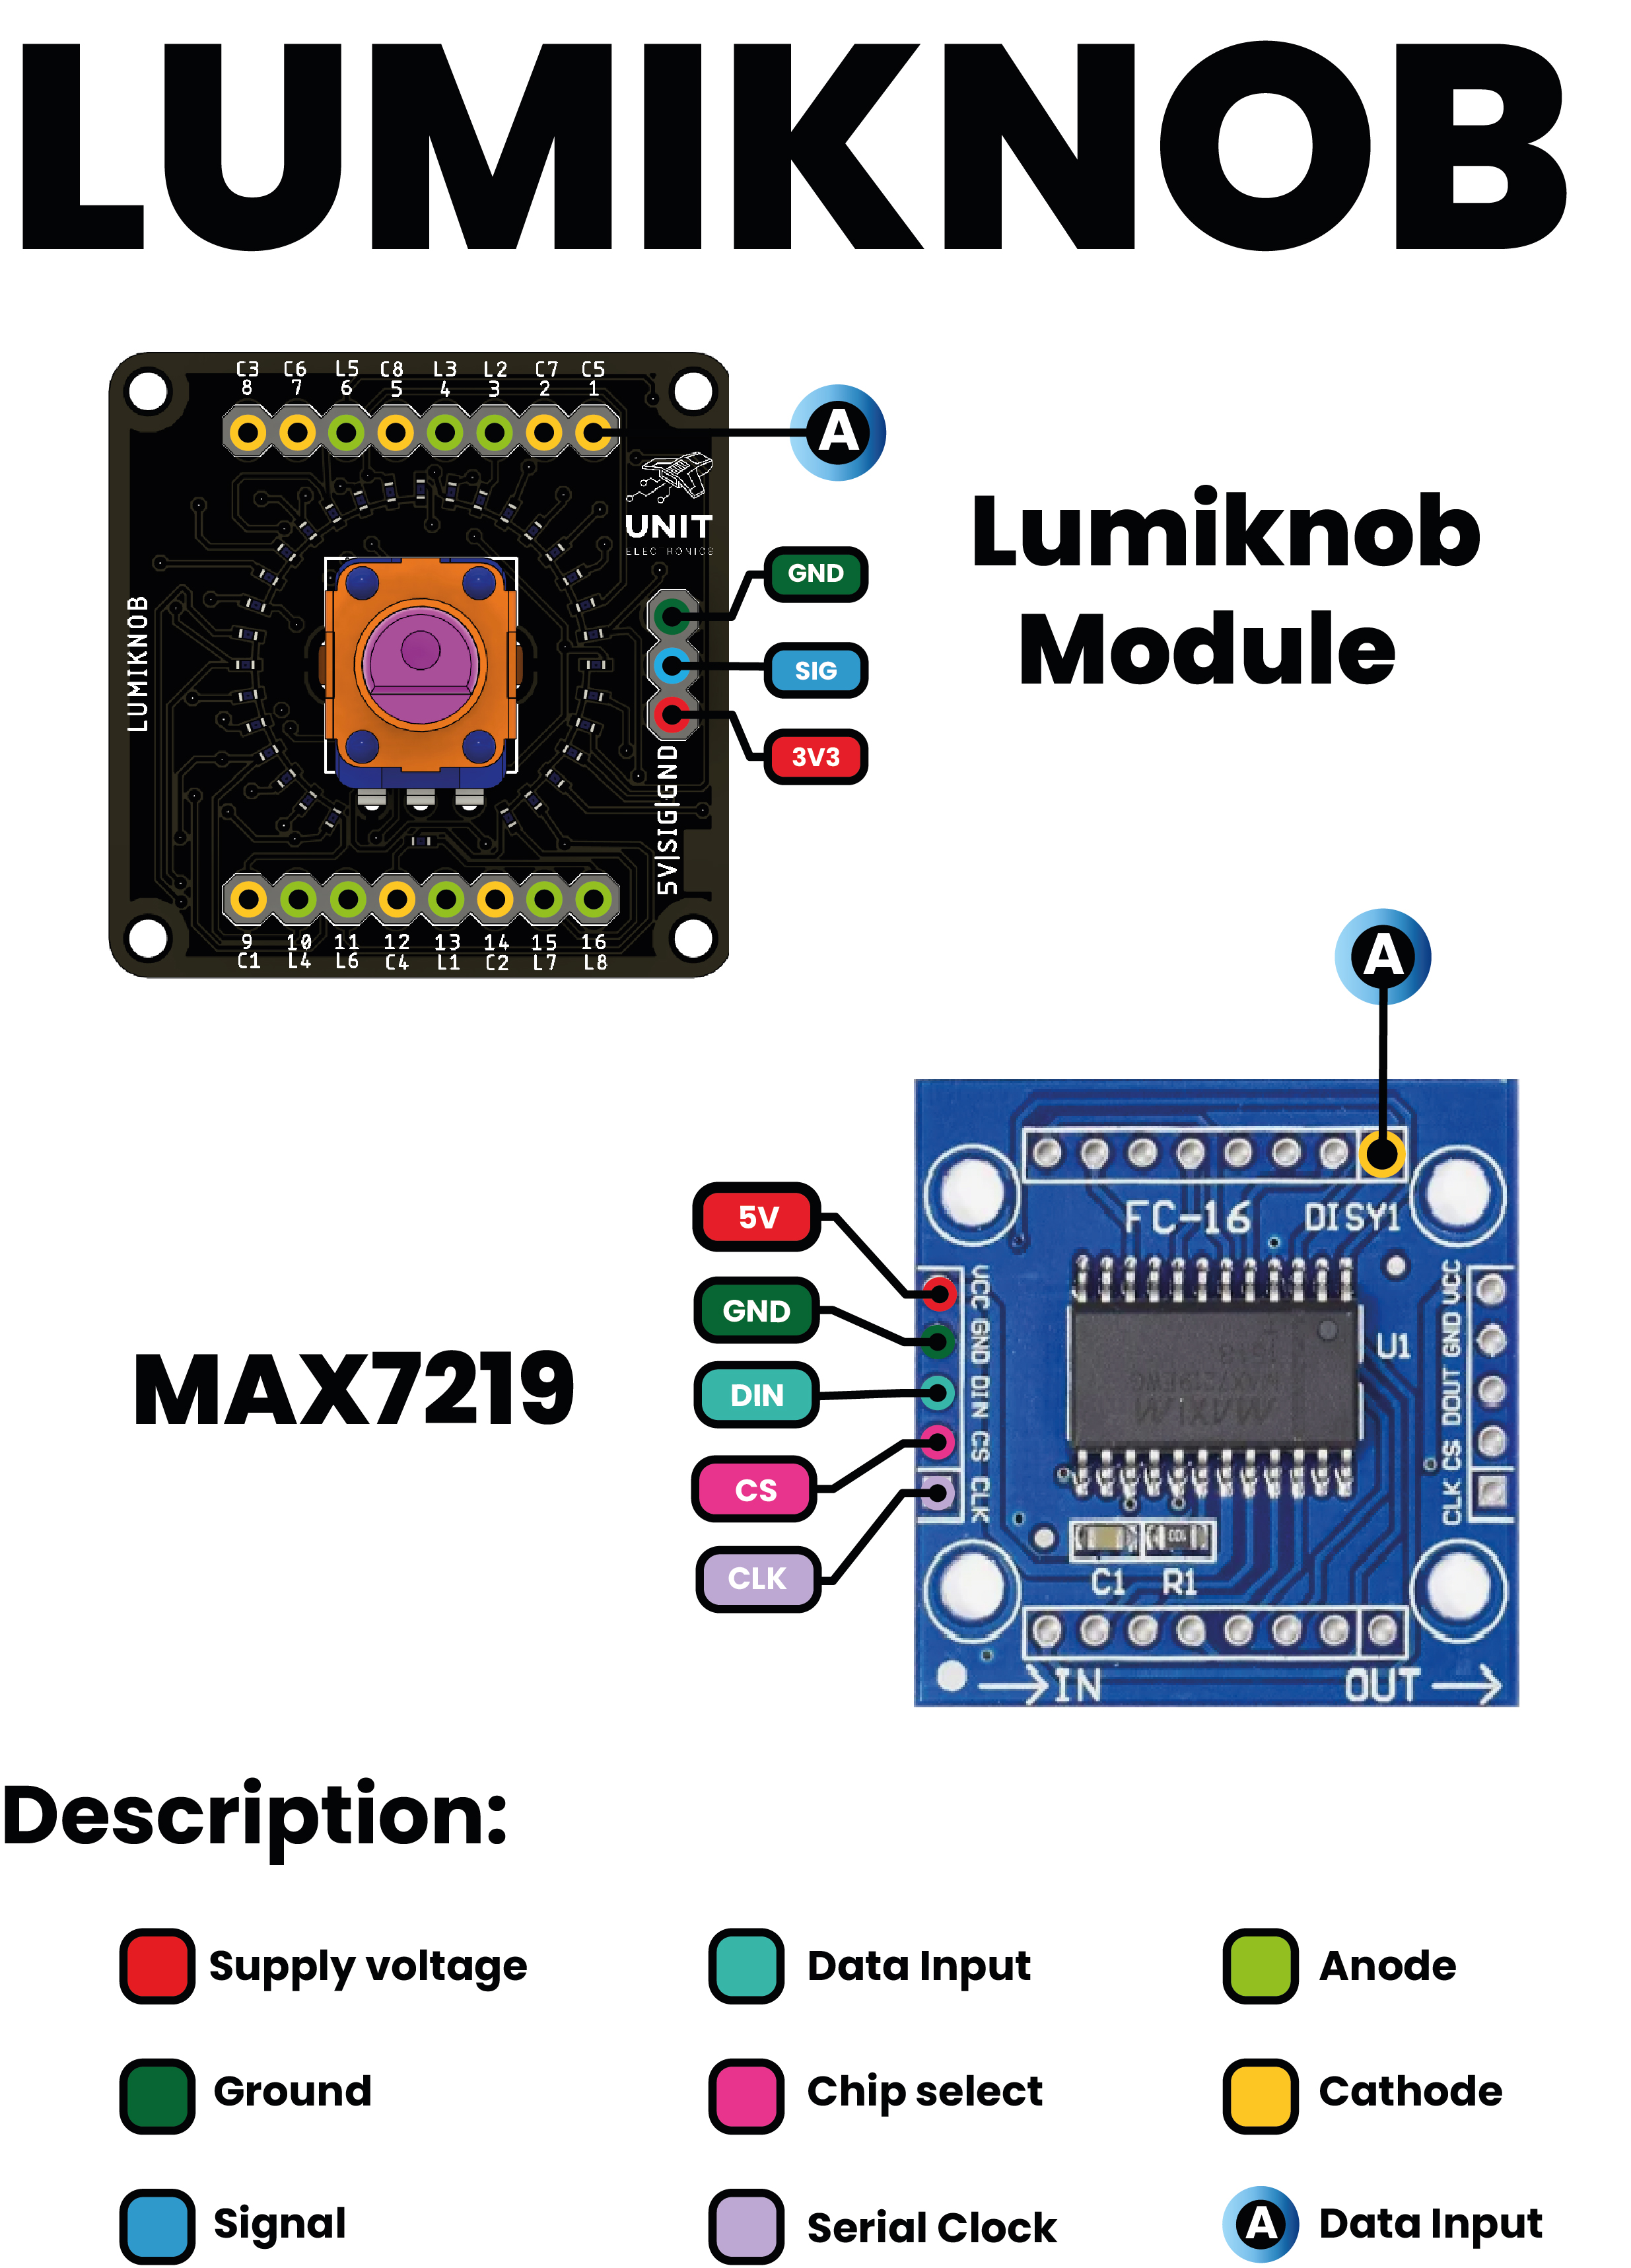 LUMIKNOB
C3 C6 L5 C8 L3 L2 C7 C5
8 7 6 5 4 3 2 1
A
UNIT
ELECTRONICS
GND
SIG
3V3
LUMIKNOB
5V|SIG|GND
9 10 11 12 13 14 15 16
C1 L4 L6 C4 L1 C2 L7 L8
Lumiknob
Module
A
MAX7219
5V
GND
DIN
CS
CLK
FC-16 DISY1
VCC GND DIN CS CLK
U1
CLK CS DOUT GND VCC
MAXIM
C1 R1
IN OUT
Description:
Supply voltage
Data Input
Anode
Ground
Chip select
Cathode
Signal
Serial Clock
A Data Input